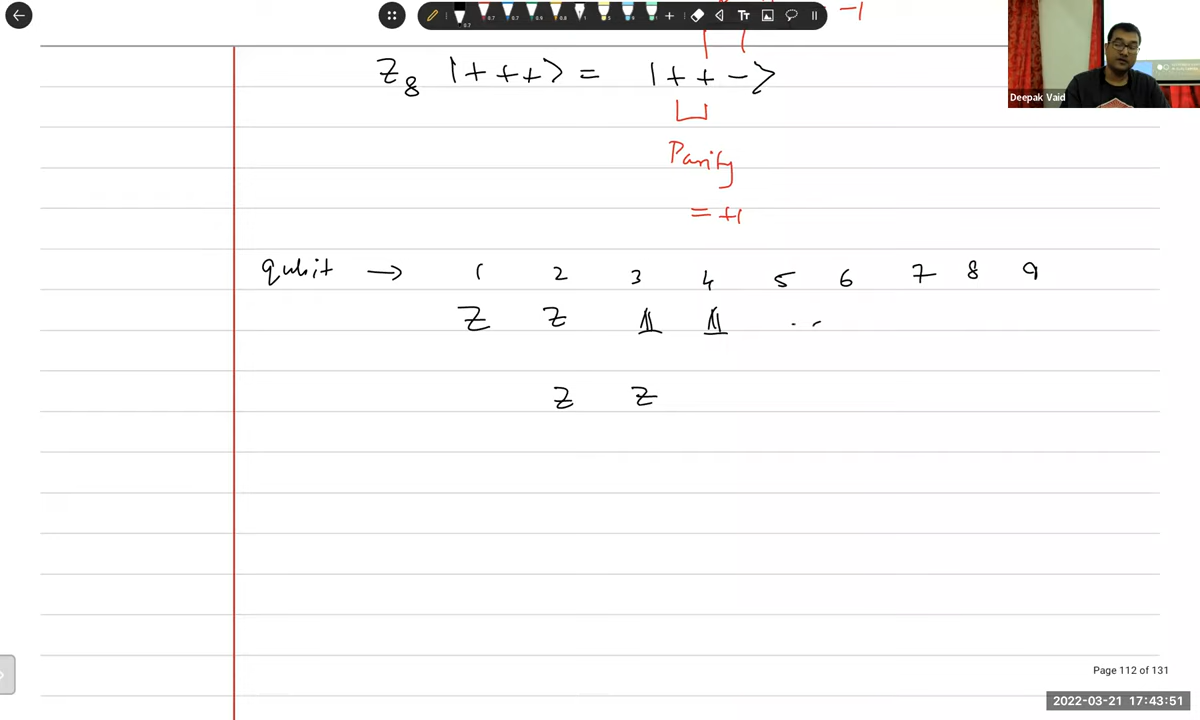 -1
Z₈ |+ + +⟩ = |+ + -⟩
Parity
= +1
qubit → 1 2 3 4 5 6 7 8 9
Z Z 𝟙 𝟙 ..
Z Z
Deepak Vaid
Page 112 of 131
2022-03-21 17:43:51